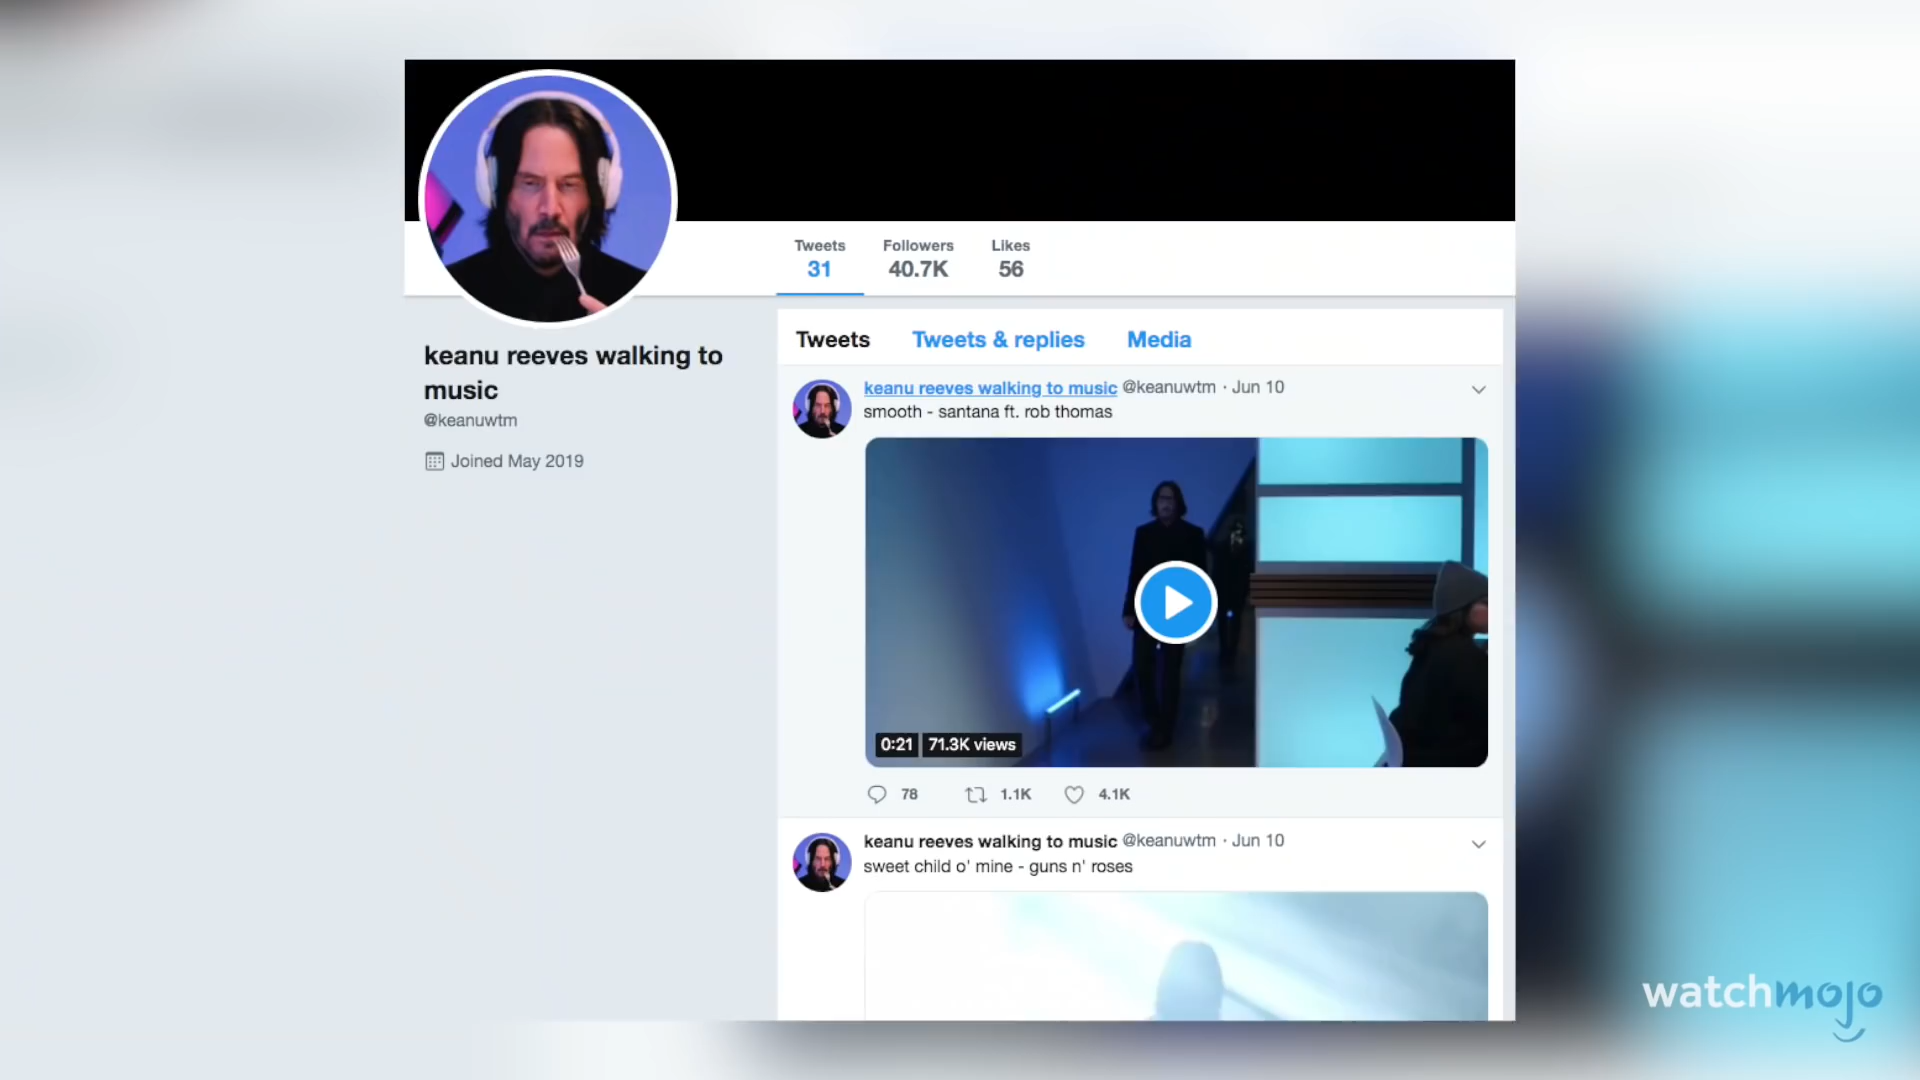 Tweets
31
Followers
40.7K
Likes
56
keanu reeves walking to
music
@keanuwtm
Joined May 2019
Tweets
Tweets & replies
Media
keanu reeves walking to music @keanuwtm · Jun 10
smooth - santana ft. rob thomas
0:21
71.3K views
78
1.1K
4.1K
keanu reeves walking to music @keanuwtm · Jun 10
sweet child o' mine - guns n' roses
watchmojo